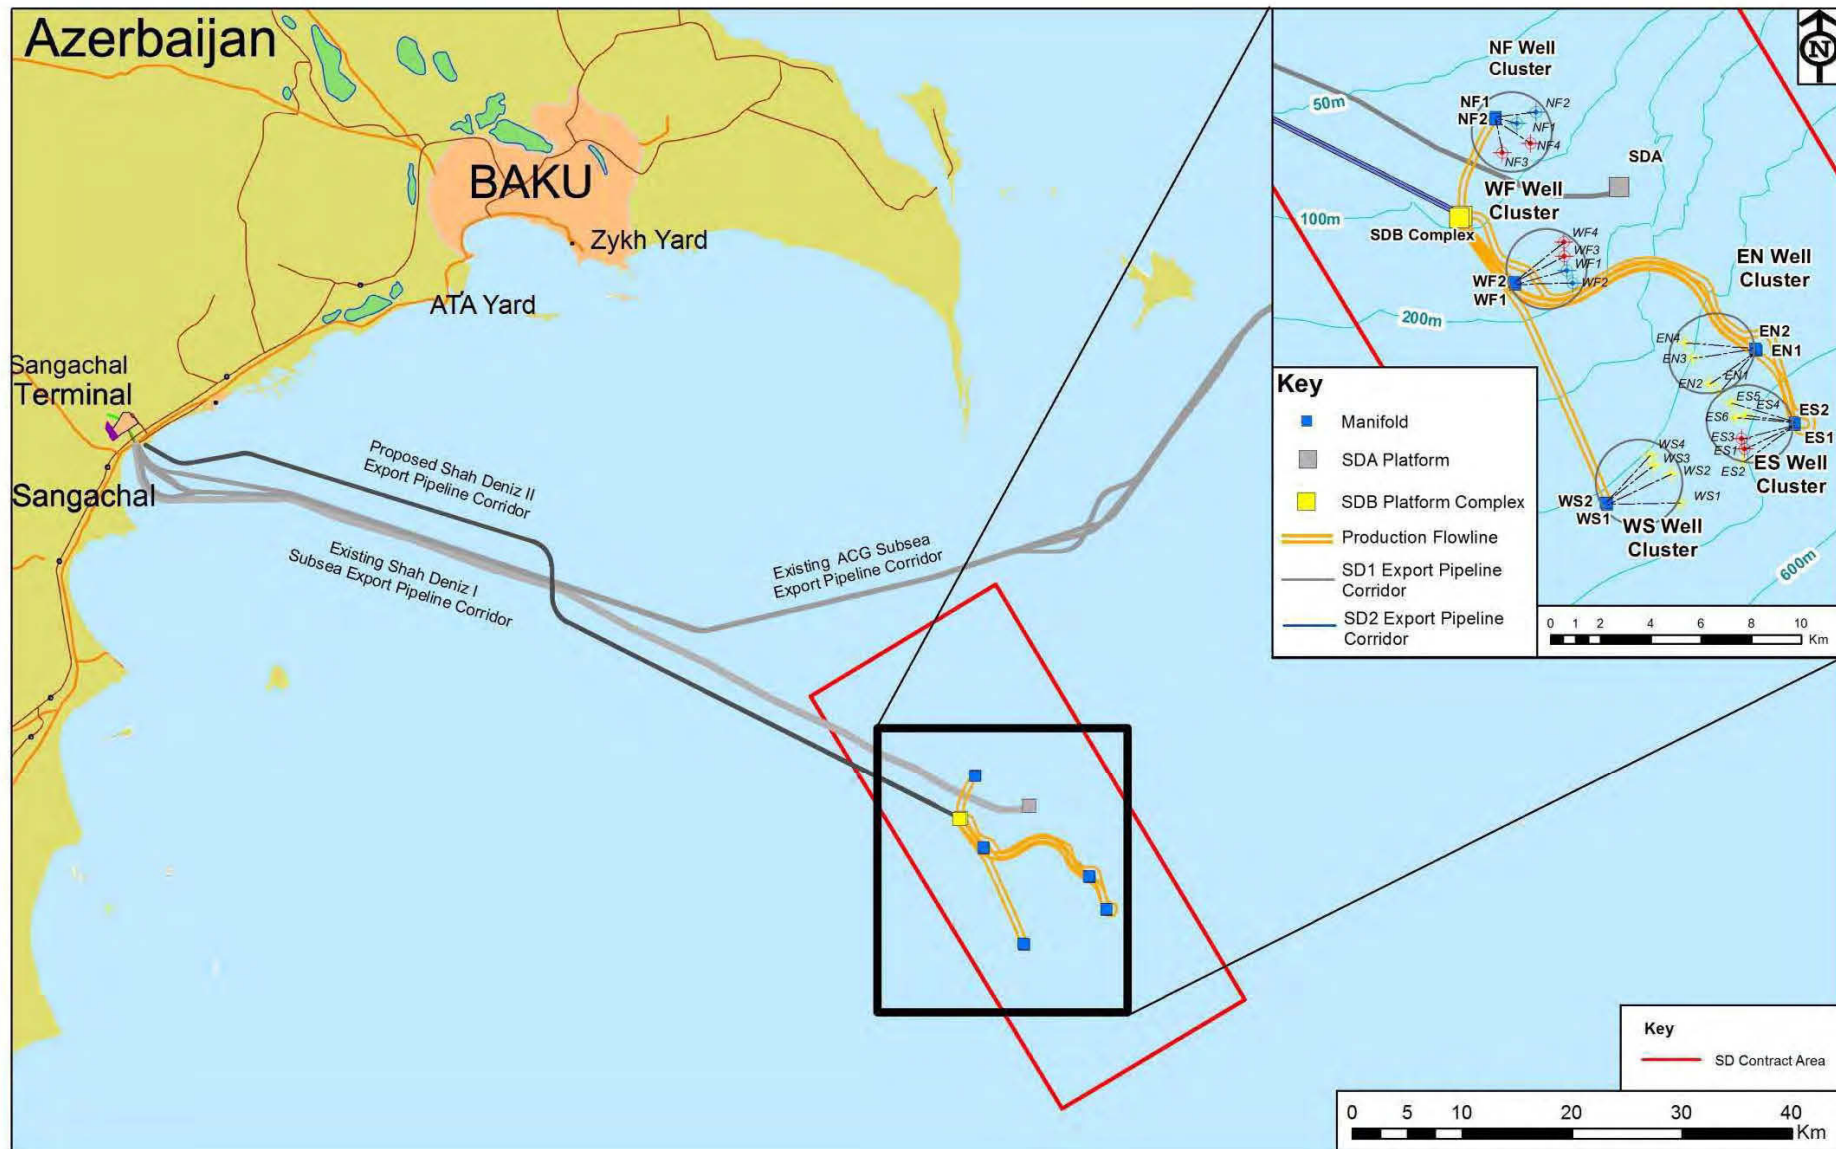 Azerbaijan
BAKU
Zykh Yard
ATA Yard
Sangachal
Terminal
Sangachal
Proposed Shah Deniz II
Export Pipeline Corridor
Existing Shah Deniz I
Subsea Export Pipeline Corridor
Existing ACG Subsea
Export Pipeline Corridor
N
NF Well
Cluster
50m
NF1
NF2
NF2
NF1
NF4
NF3
SDA
WF Well
Cluster
100m
SDB Complex
WF4
WF3
WF1
WF2
WF2
WF1
EN Well
Cluster
200m
EN2
EN1
EN4
EN3
EN2
EN1
ES5
ES4
ES6
ES3
ES1
ES2
ES2
ES1
ES Well
Cluster
WS4
WS3
WS2
WS1
WS2
WS1
WS Well
Cluster
600m
Key
Manifold
SDA Platform
SDB Platform Complex
Production Flowline
SD1 Export Pipeline
Corridor
SD2 Export Pipeline
Corridor
0 1 2 4 6 8 10
Km
Key
SD Contract Area
0 5 10 20 30 40
Km